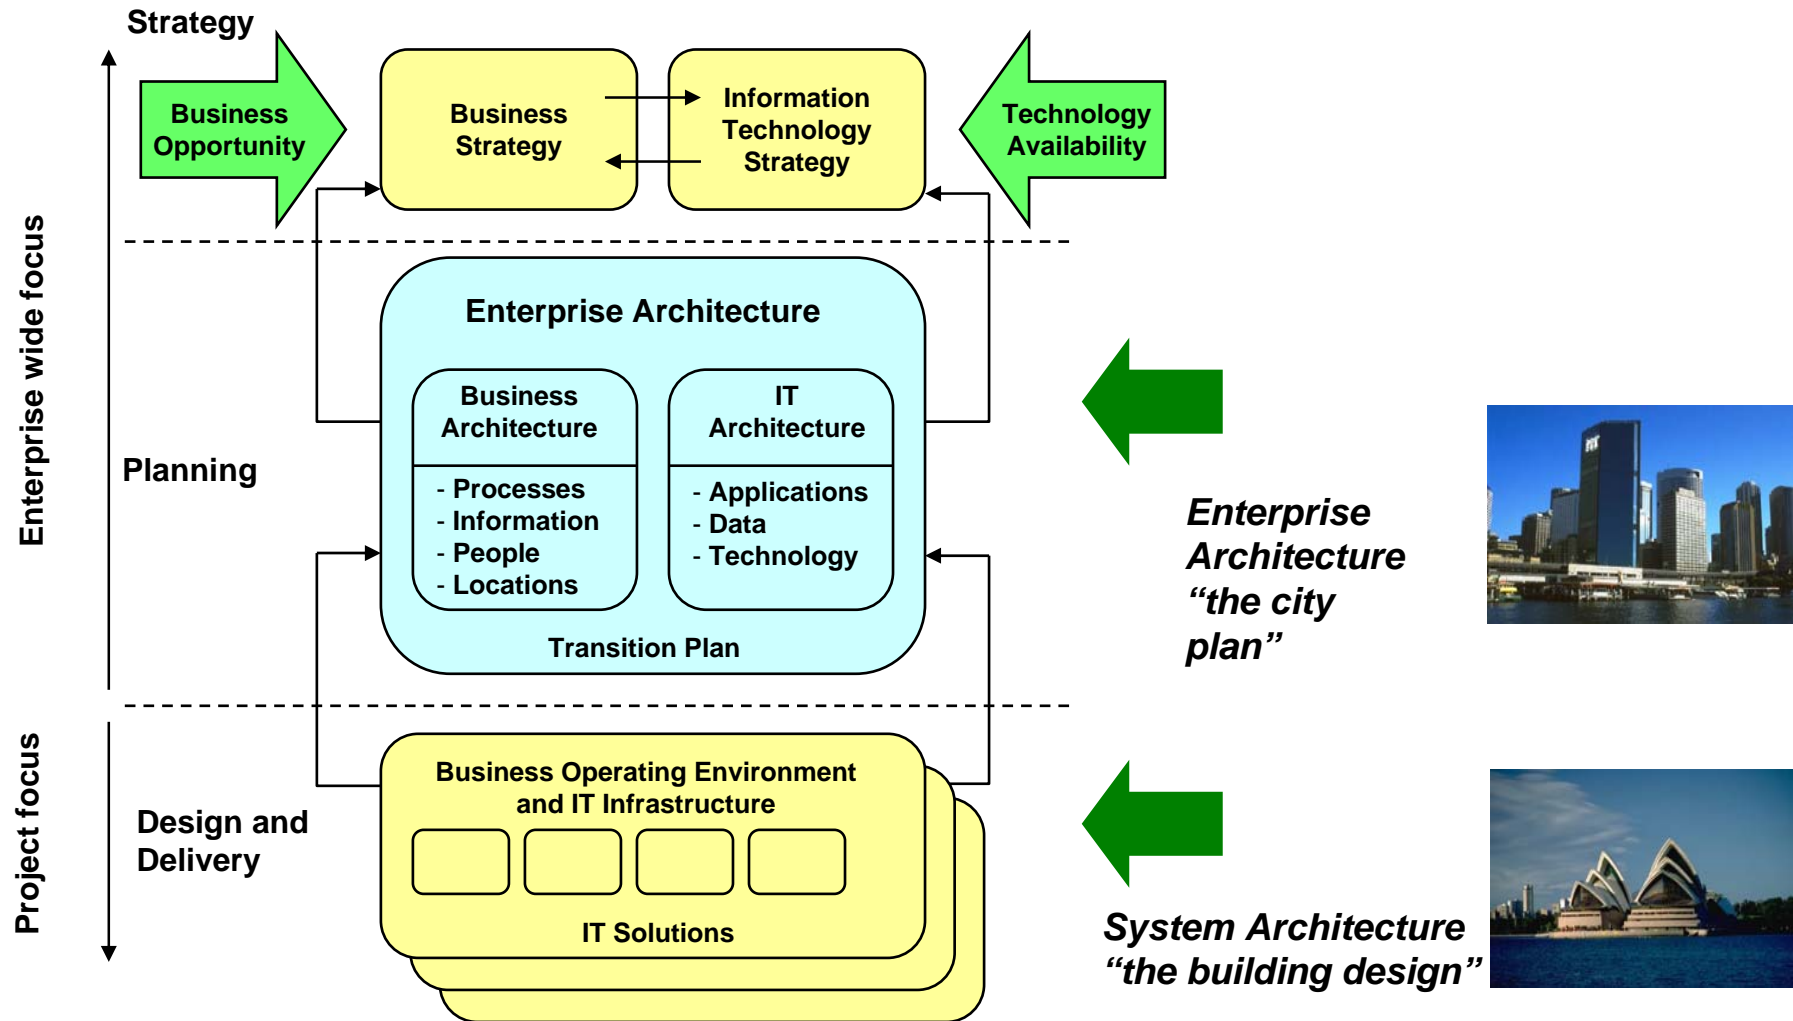 Strategy
Business
Opportunity
Business
Strategy
Information
Technology
Strategy
Technology
Availability
Enterprise wide focus
Planning
Enterprise Architecture
Business
Architecture
- Processes
- Information
- People
- Locations
IT
Architecture
- Applications
- Data
- Technology
Transition Plan
Enterprise
Architecture
“the city
plan”
Project focus
Design and
Delivery
Business Operating Environment
and IT Infrastructure
IT Solutions
System Architecture
“the building design”